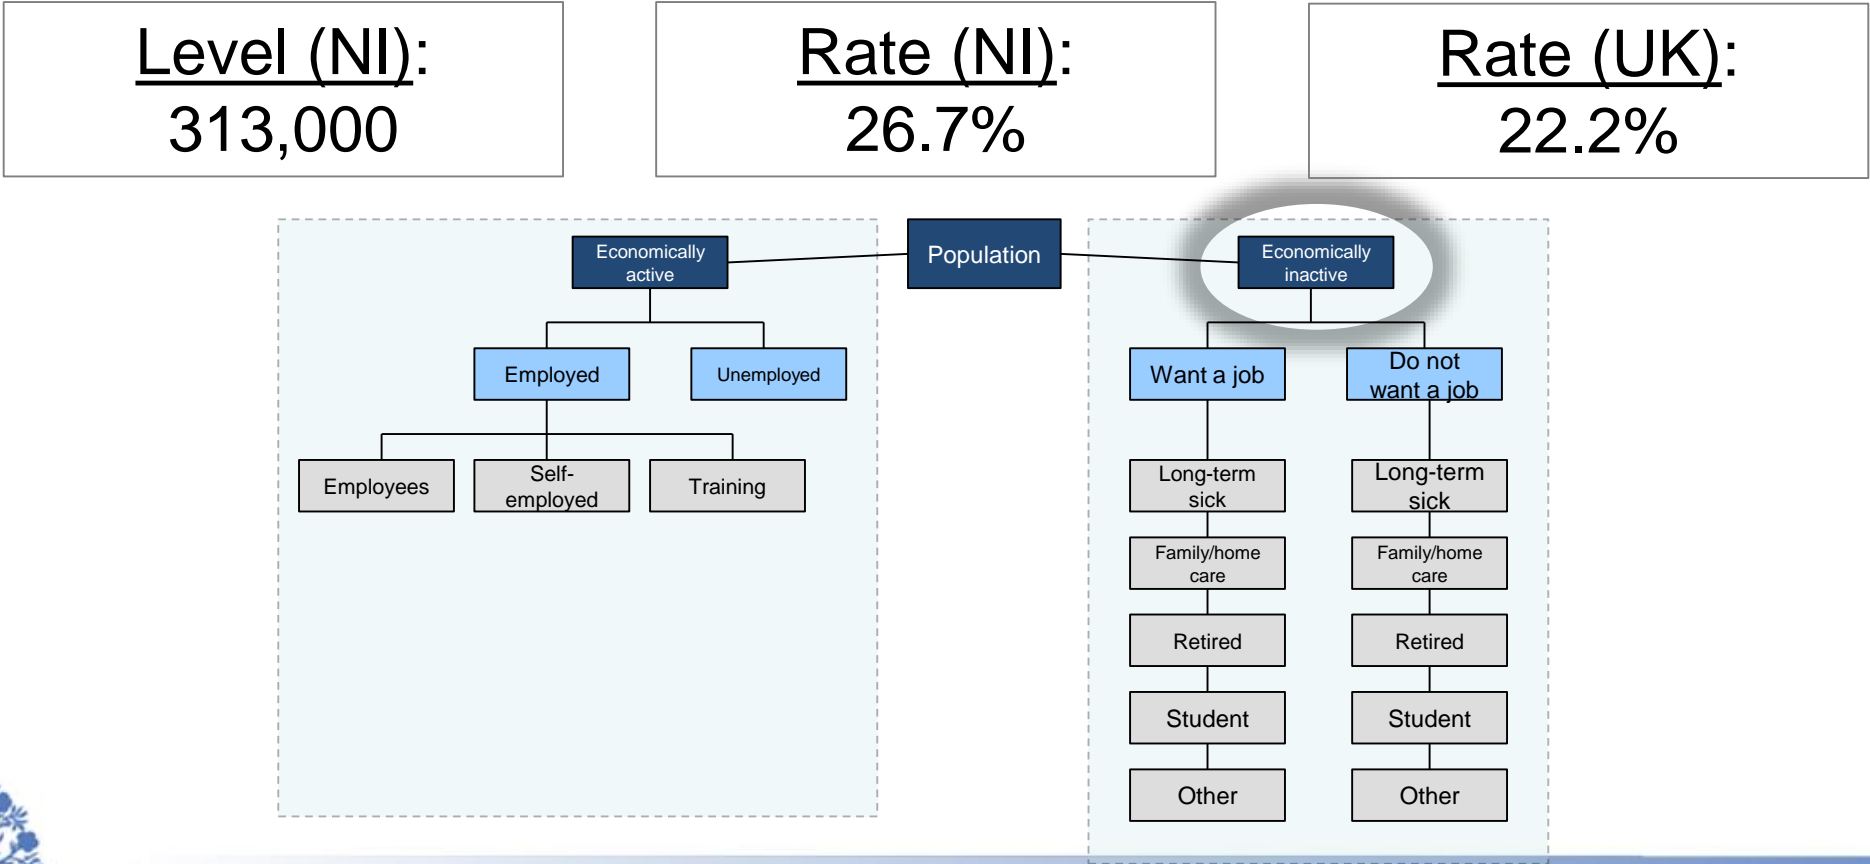 Level (NI):
313,000
Rate (NI):
26.7%
Rate (UK):
22.2%
Population
Economically
active
Employed
Unemployed
Employees
Self-
employed
Training
Economically
inactive
Want a job
Long-term
sick
Family/home
care
Retired
Student
Other
Do not
want a job
Long-term
sick
Family/home
care
Retired
Student
Other